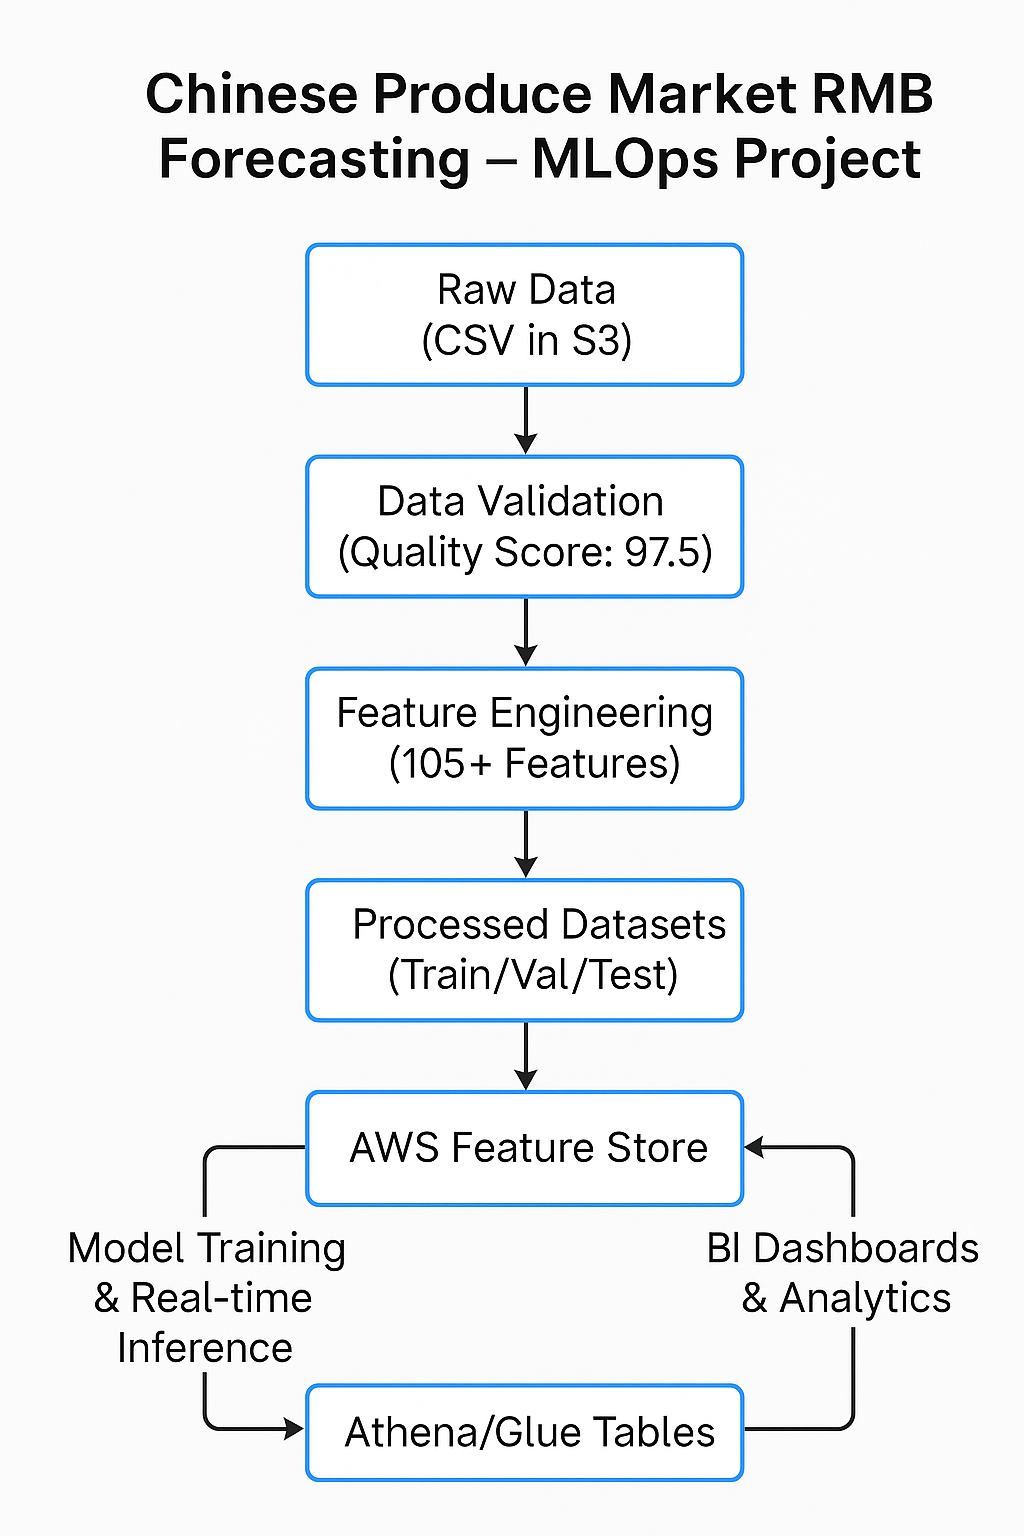 Chinese Produce Market RMB
Forecasting – MLOps Project
Raw Data
(CSV in S3)
Data Validation
(Quality Score: 97.5)
Feature Engineering
(105+ Features)
Processed Datasets
(Train/Val/Test)
AWS Feature Store
Model Training
& Real-time
Inference
BI Dashboards
& Analytics
Athena/Glue Tables